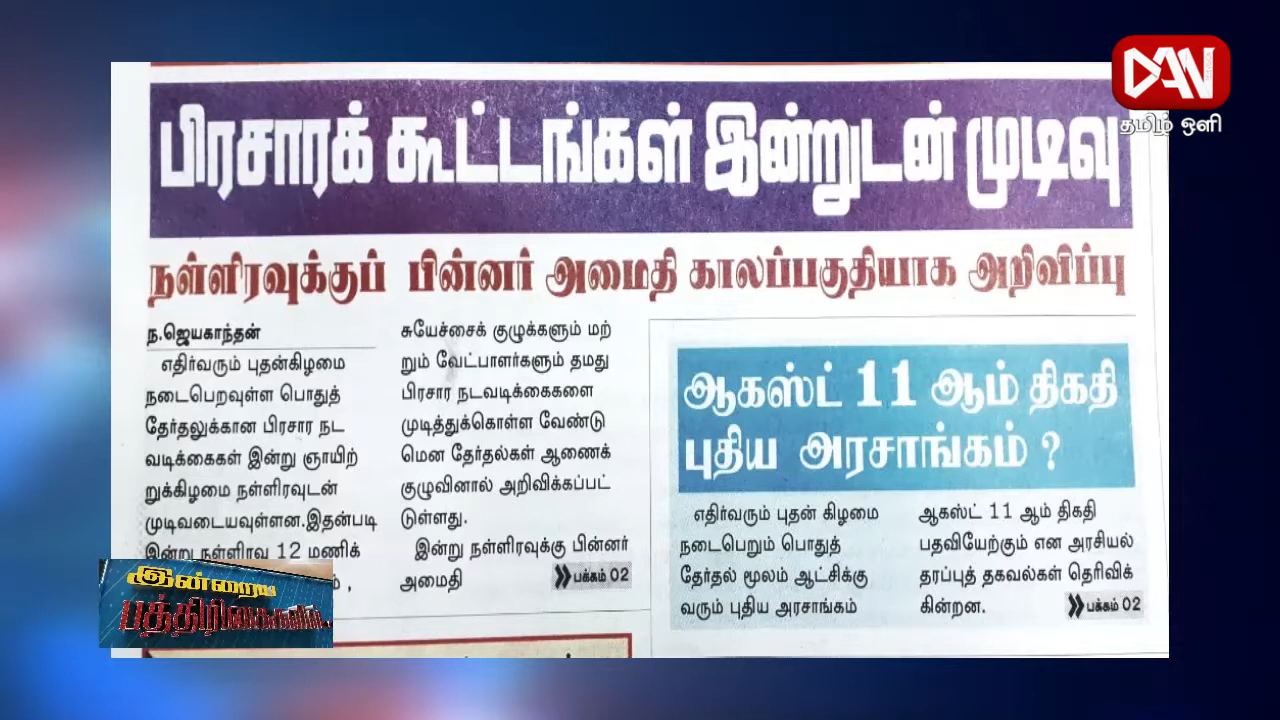 DAN
தமிழ் ஒளி
பிரசாரக் கூட்டங்கள் இன்றுடன் முடிவு
நள்ளிரவுக்குப் பின்னர் அமைதி காலப்பகுதியாக அறிவிப்பு
ந.ஜெயகாந்தன்
எதிர்வரும் புதன்கிழமை
நடைபெறவுள்ள பொதுத்
தேர்தலுக்கான பிரசார நட
வடிக்கைகள் இன்று ஞாயிற்
றுக்கிழமை நள்ளிரவுடன்
முடிவடையவுள்ளன.இதன்படி
இன்று நள்ளிரவு 12 மணிக்
சுயேச்சைக் குழுக்களும் மற்
றும் வேட்பாளர்களும் தமது
பிரசார நடவடிக்கைகளை
முடித்துக்கொள்ள வேண்டு
மென தேர்தல்கள் ஆணைக்
குழுவினால் அறிவிக்கப்பட்
டுள்ளது.
இன்று நள்ளிரவுக்கு பின்னர்
அமைதி
பக்கம் 02
ஆகஸ்ட் 11 ஆம் திகதி
புதிய அரசாங்கம் ?
எதிர்வரும் புதன் கிழமை
நடைபெறும் பொதுத்
தேர்தல் மூலம் ஆட்சிக்கு
வரும் புதிய அரசாங்கம்
ஆகஸ்ட் 11 ஆம் திகதி
பதவியேற்கும் என அரசியல்
தரப்புத் தகவல்கள் தெரிவிக்
கின்றன.
பக்கம் 02
இன்றைய
பத்திரிகைகளில்..